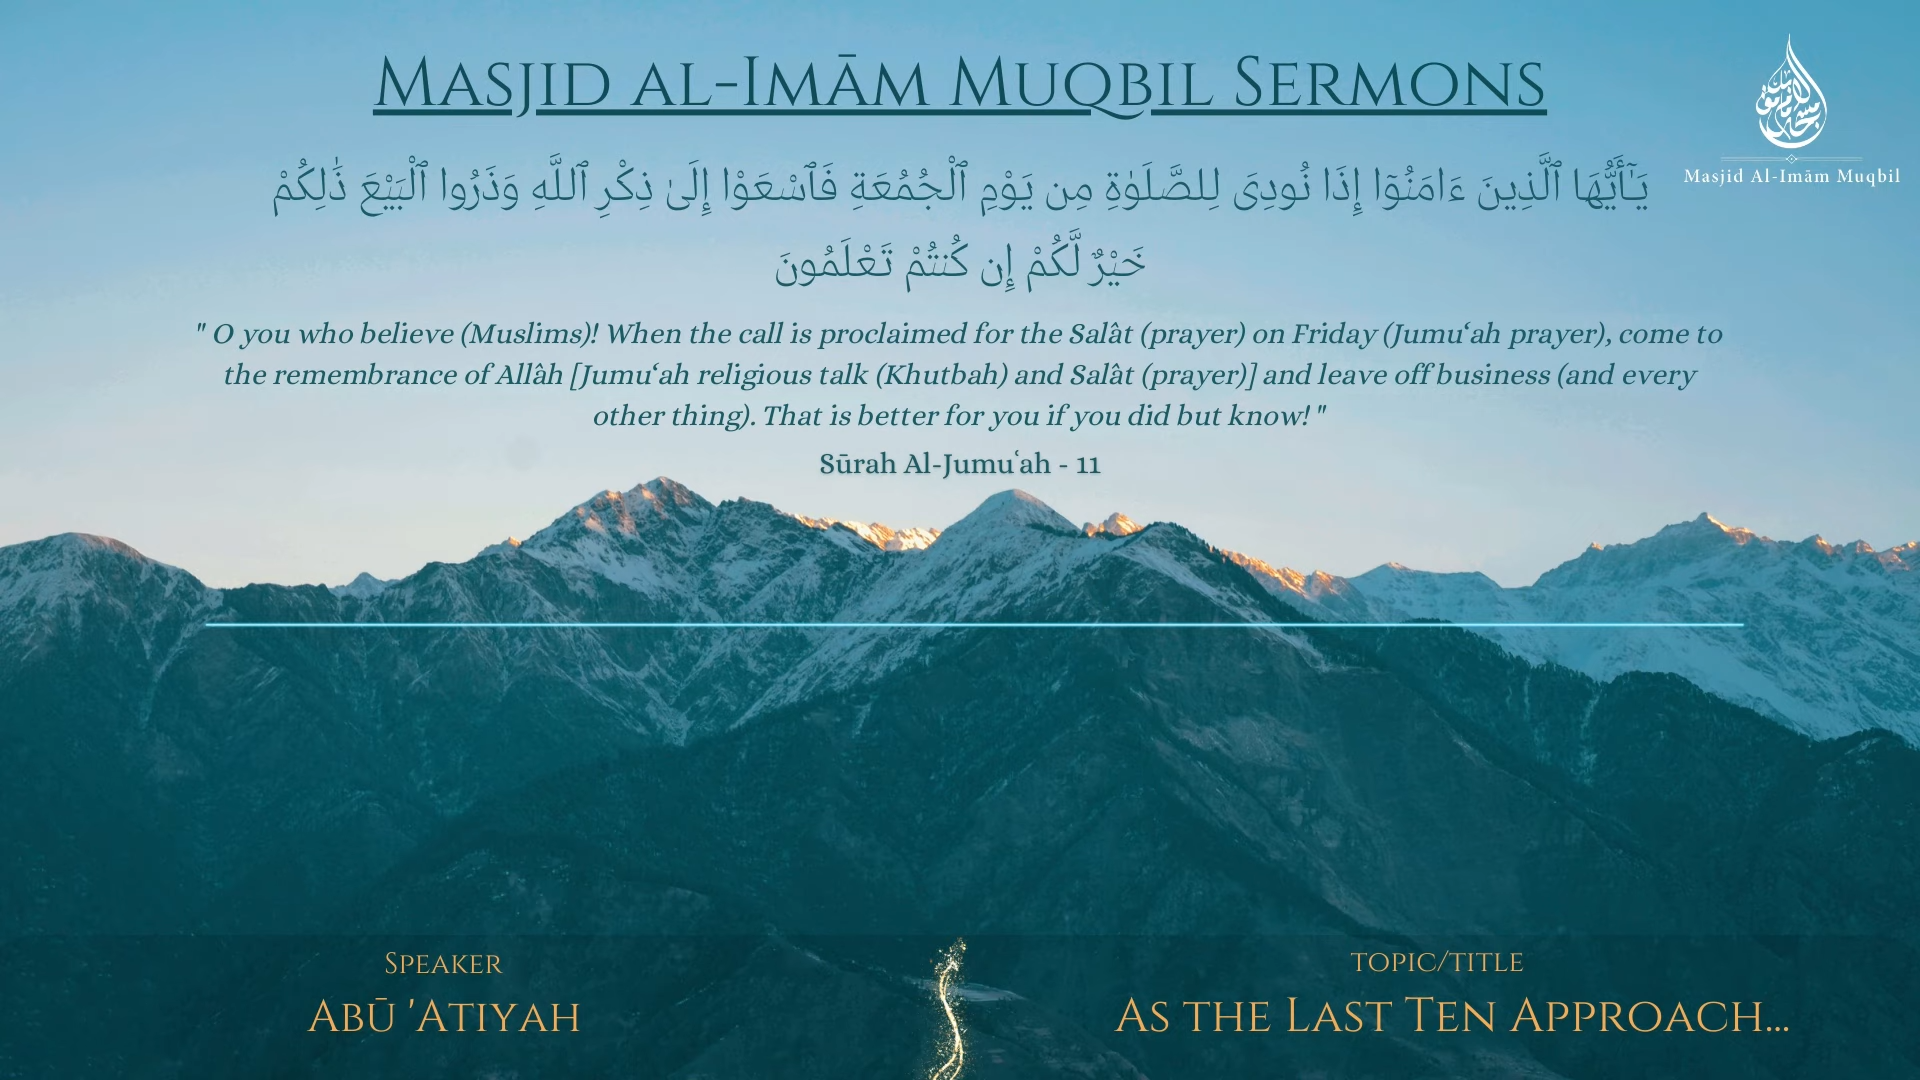 Masjid al-Imām Muqbil Sermons
Masjid Al-Imām Muqbil
يَـٰٓأَيُّهَا ٱلَّذِينَ ءَامَنُوٓا إِذَا نُودِىَ لِلصَّلَوٰةِ مِن يَوْمِ ٱلْجُمُعَةِ فَٱسْعَوْا إِلَىٰ ذِكْرِ ٱللَّهِ وَذَرُوا ٱلْبَيْعَ ذَٰلِكُمْ
خَيْرٌ لَّكُمْ إِن كُنتُمْ تَعْلَمُونَ
" O you who believe (Muslims)! When the call is proclaimed for the Salât (prayer) on Friday (Jumu‘ah prayer), come to
the remembrance of Allâh [Jumu‘ah religious talk (Khutbah) and Salât (prayer)] and leave off business (and every
other thing). That is better for you if you did but know! "
Sūrah Al-Jumuʿah - 11
Speaker
Abū 'Atiyah
topic/title
As the Last Ten Approach...